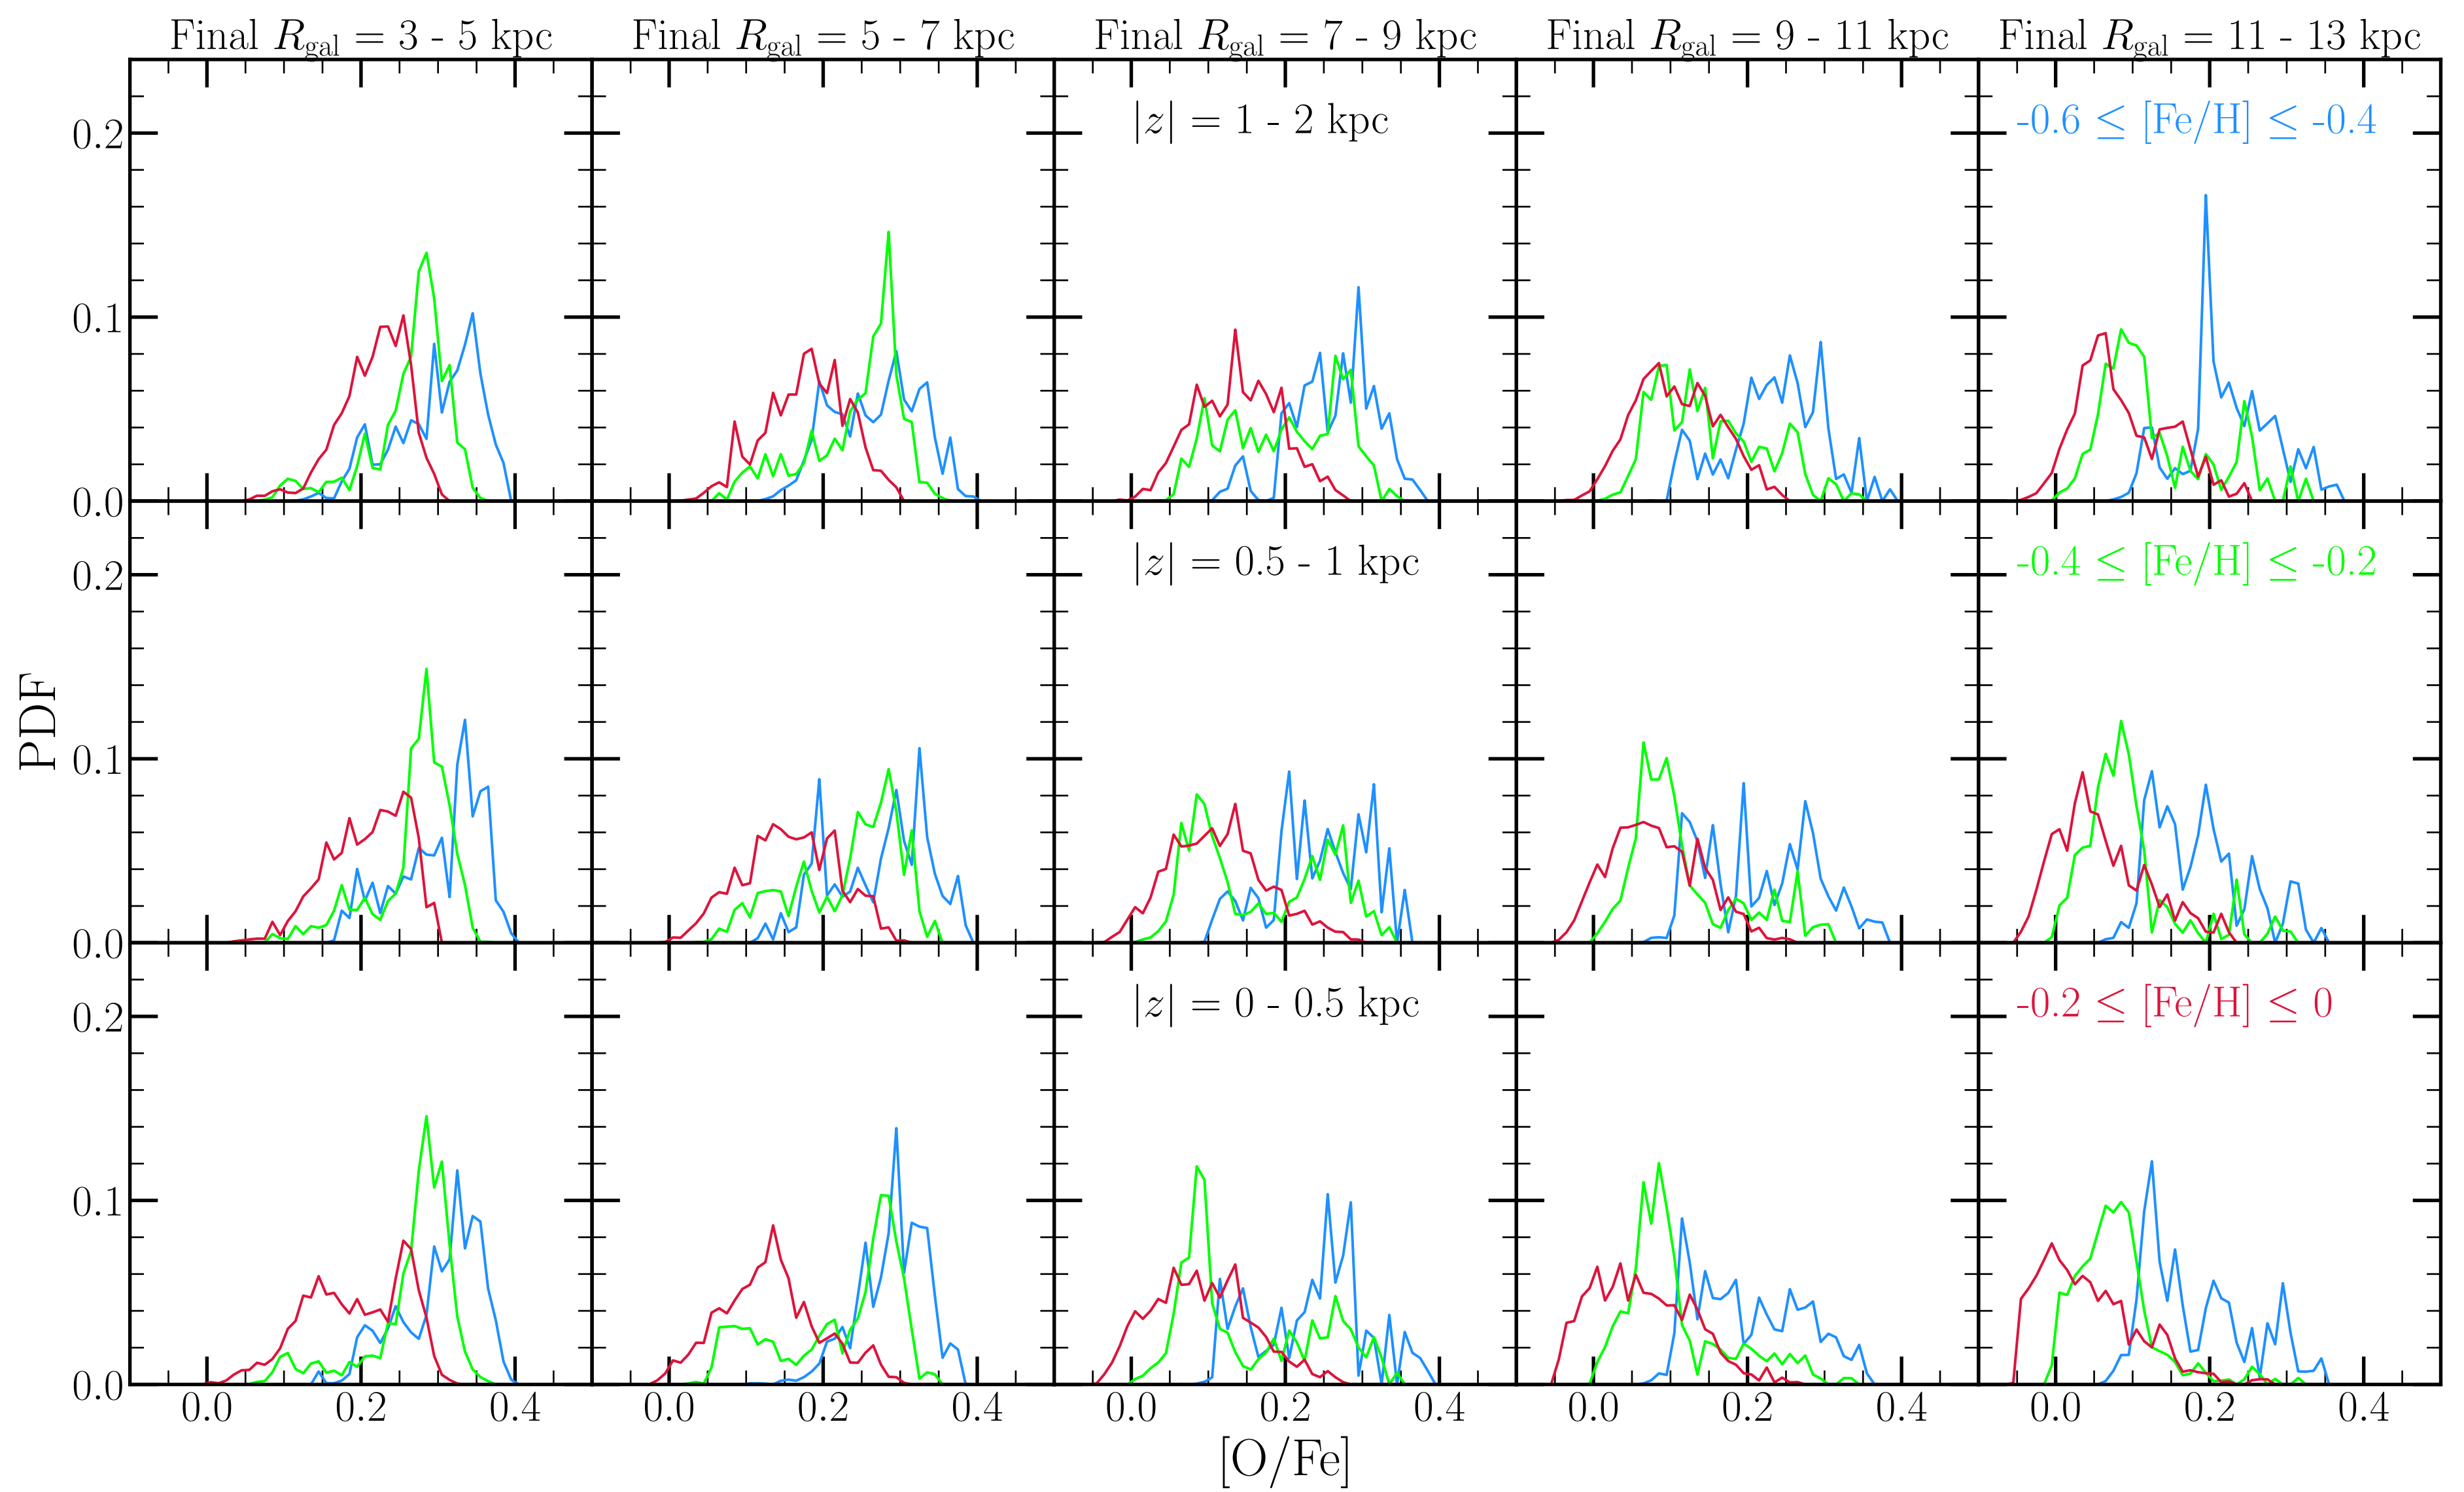 Final Rgal = 3 - 5 kpc
Final Rgal = 5 - 7 kpc
Final Rgal = 7 - 9 kpc
Final Rgal = 9 - 11 kpc
Final Rgal = 11 - 13 kpc
|z| = 1 - 2 kpc
-0.6 ≤ [Fe/H] ≤ -0.4
0.2
0.1
0.0
|z| = 0.5 - 1 kpc
-0.4 ≤ [Fe/H] ≤ -0.2
0.2
0.1
0.0
PDF
|z| = 0 - 0.5 kpc
-0.2 ≤ [Fe/H] ≤ 0
0.2
0.1
0.0
0.0 0.2 0.4
0.0 0.2 0.4
0.0 0.2 0.4
0.0 0.2 0.4
0.0 0.2 0.4
[O/Fe]